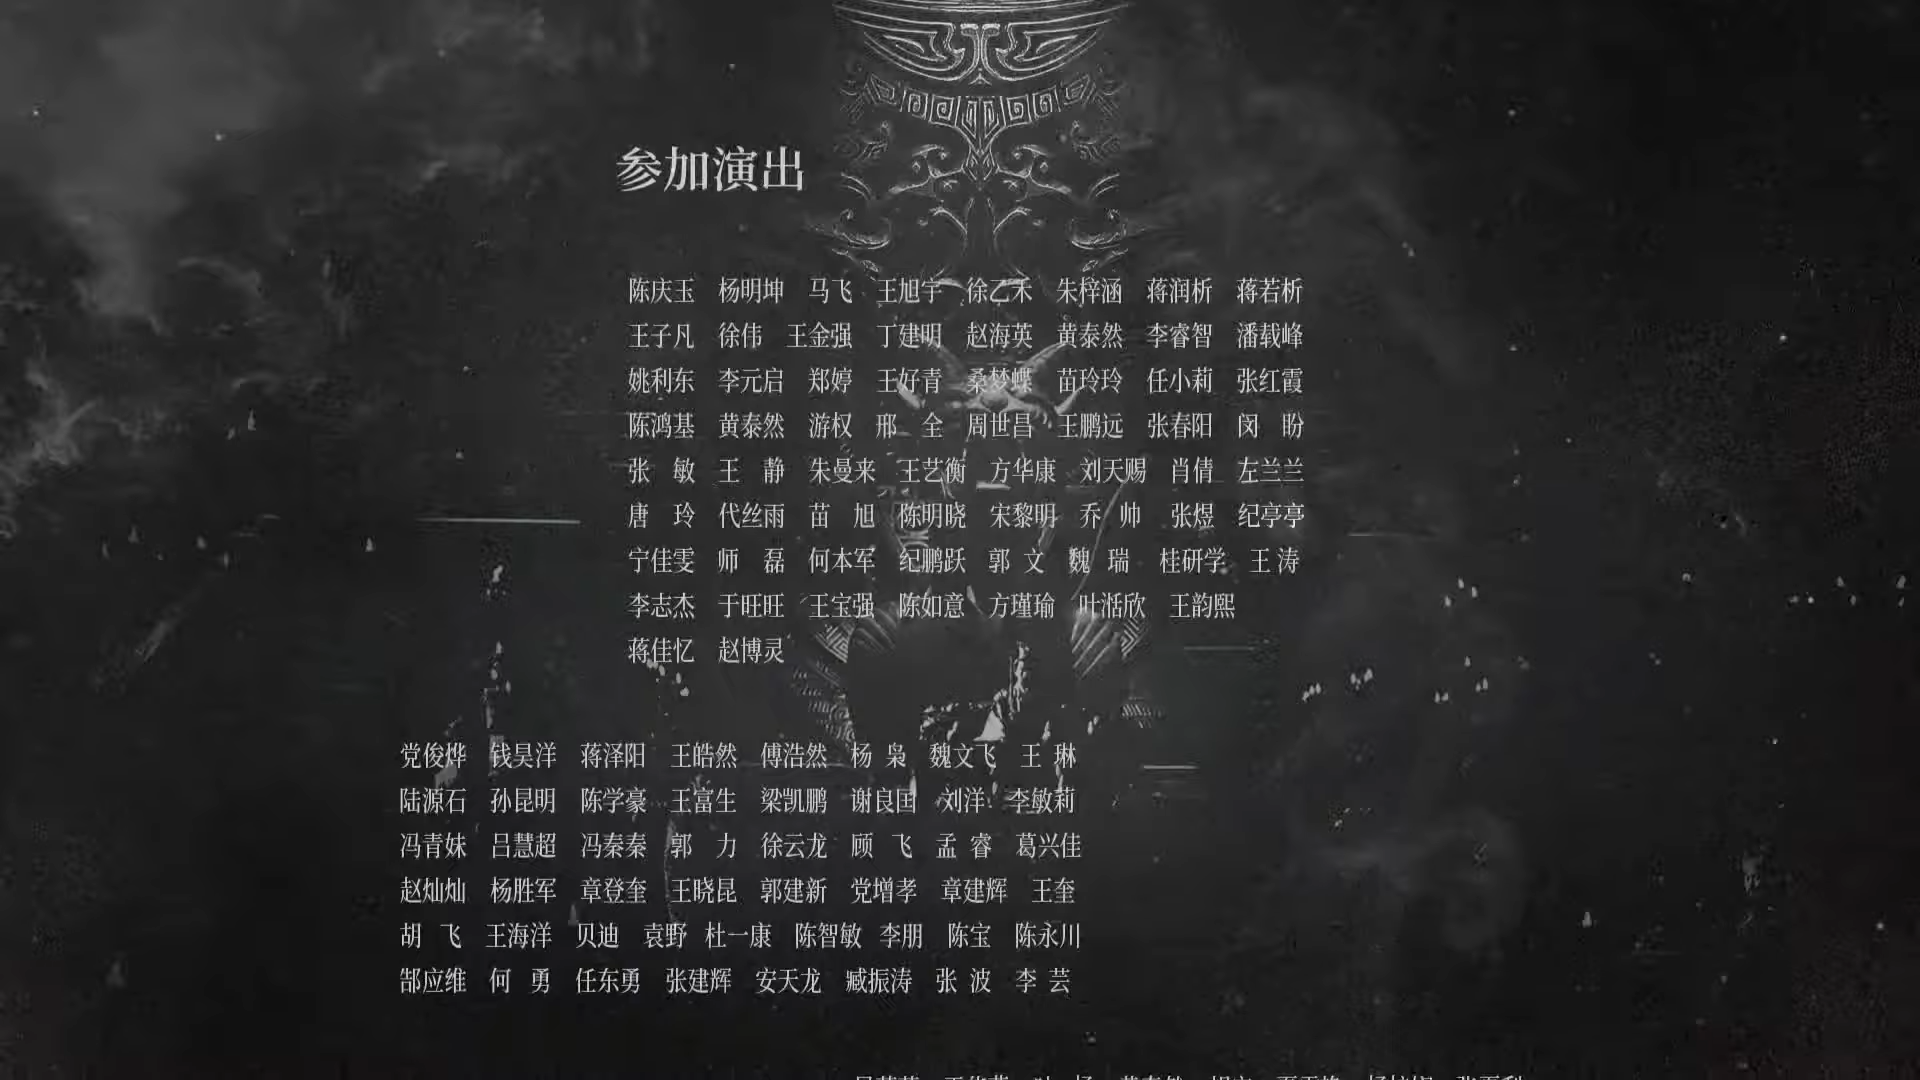 参加演出
陈庆玉 杨明坤 马飞 王旭宇 徐乙禾 朱梓涵 蒋润析 蒋若析
王子凡 徐伟 王金强 丁建明 赵海英 黄泰然 李睿智 潘载峰
姚利东 李元启 郑婷 王好青 桑梦蝶 苗玲玲 任小莉 张红霞
陈鸿基 黄泰然 游权 邢 全 周世昌 王鹏远 张春阳 闵 盼
张 敏 王 静 朱曼来 王艺衡 方华康 刘天赐 肖倩 左兰兰
唐 玲 代丝雨 苗 旭 陈明晓 宋黎明 乔 帅 张煜 纪亭亭
宁佳雯 师 磊 何本军 纪鹏跃 郭 文 魏 瑞 桂研学 王 涛
李志杰 于旺旺 王宝强 陈如意 方瑾瑜 叶湉欣 王韵熙
蒋佳忆 赵博灵
党俊烨 钱昊洋 蒋泽阳 王皓然 傅浩然 杨 枭 魏文飞 王 琳
陆源石 孙昆明 陈学豪 王富生 梁凯鹏 谢良国 刘洋 李敏莉
冯青妹 吕慧超 冯秦秦 郭 力 徐云龙 顾 飞 孟 睿 葛兴佳
赵灿灿 杨胜军 章登奎 王晓昆 郭建新 党增孝 章建辉 王奎
胡 飞 王海洋 贝迪 袁野 杜一康 陈智敏 李朋 陈宝 陈永川
郜应维 何 勇 任东勇 张建辉 安天龙 臧振涛 张 波 李 芸